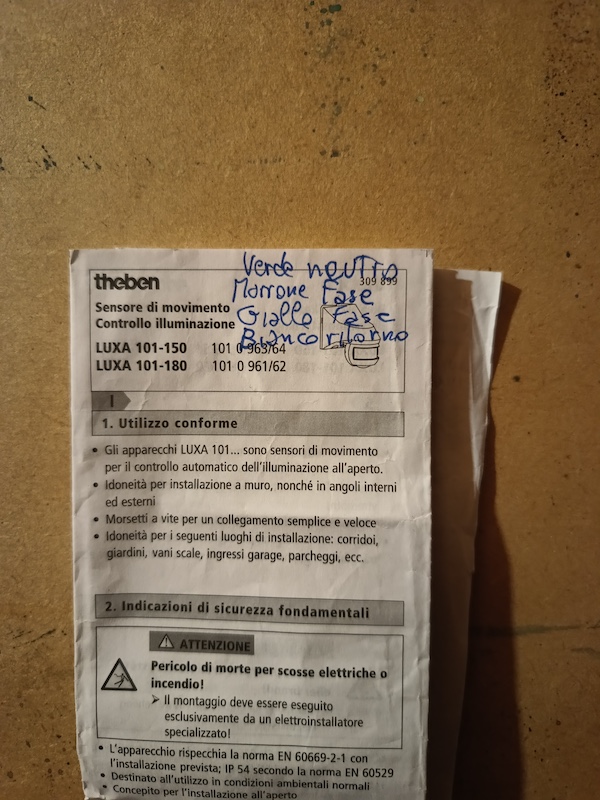 Verde neutro
theben
309 899
Marrone Fase
Sensore di movimento
Giallo Fase
Controllo illuminazione
Bianco ritorno
LUXA 101-150 101 0 963/64
LUXA 101-180 101 0 961/62
I
1. Utilizzo conforme
• Gli apparecchi LUXA 101... sono sensori di movimento
per il controllo automatico dell'illuminazione all'aperto.
• Idoneità per installazione a muro, nonché in angoli interni
ed esterni
• Morsetti a vite per un collegamento semplice e veloce
• Idoneità per i seguenti luoghi di installazione: corridoi,
giardini, vani scale, ingressi garage, parcheggi, ecc.
2. Indicazioni di sicurezza fondamentali
ATTENZIONE
Pericolo di morte per scosse elettriche o
incendio!
➢ Il montaggio deve essere eseguito
esclusivamente da un elettroinstallatore
specializzato!
• L'apparecchio rispecchia la norma EN 60669-2-1 con
l'installazione prevista; IP 54 secondo la norma EN 60529
• Destinato all'utilizzo in condizioni ambientali normali
• Concepito per l'installazione all'aperto